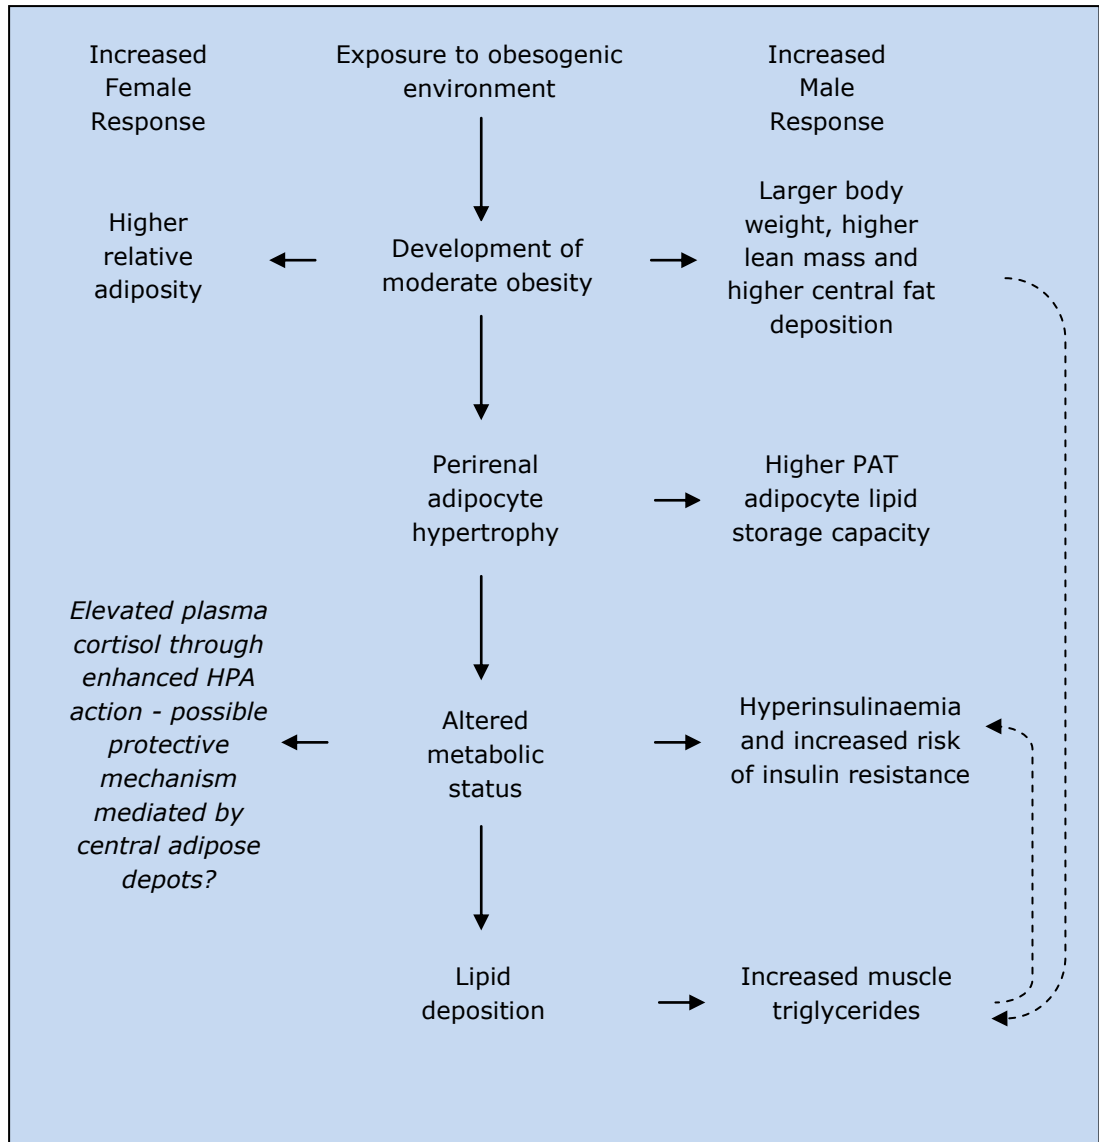 Increased
Female
Response
Exposure to obesogenic
environment
Increased
Male
Response
Higher
relative
adiposity
Development of
moderate obesity
Larger body
weight, higher
lean mass and
higher central fat
deposition
Perirenal
adipocyte
hypertrophy
Higher PAT
adipocyte lipid
storage capacity
Elevated plasma
cortisol through
enhanced HPA
action - possible
protective
mechanism
mediated by
central adipose
depots?
Altered
metabolic
status
Hyperinsulinaemia
and increased risk
of insulin resistance
Lipid
deposition
Increased muscle
triglycerides